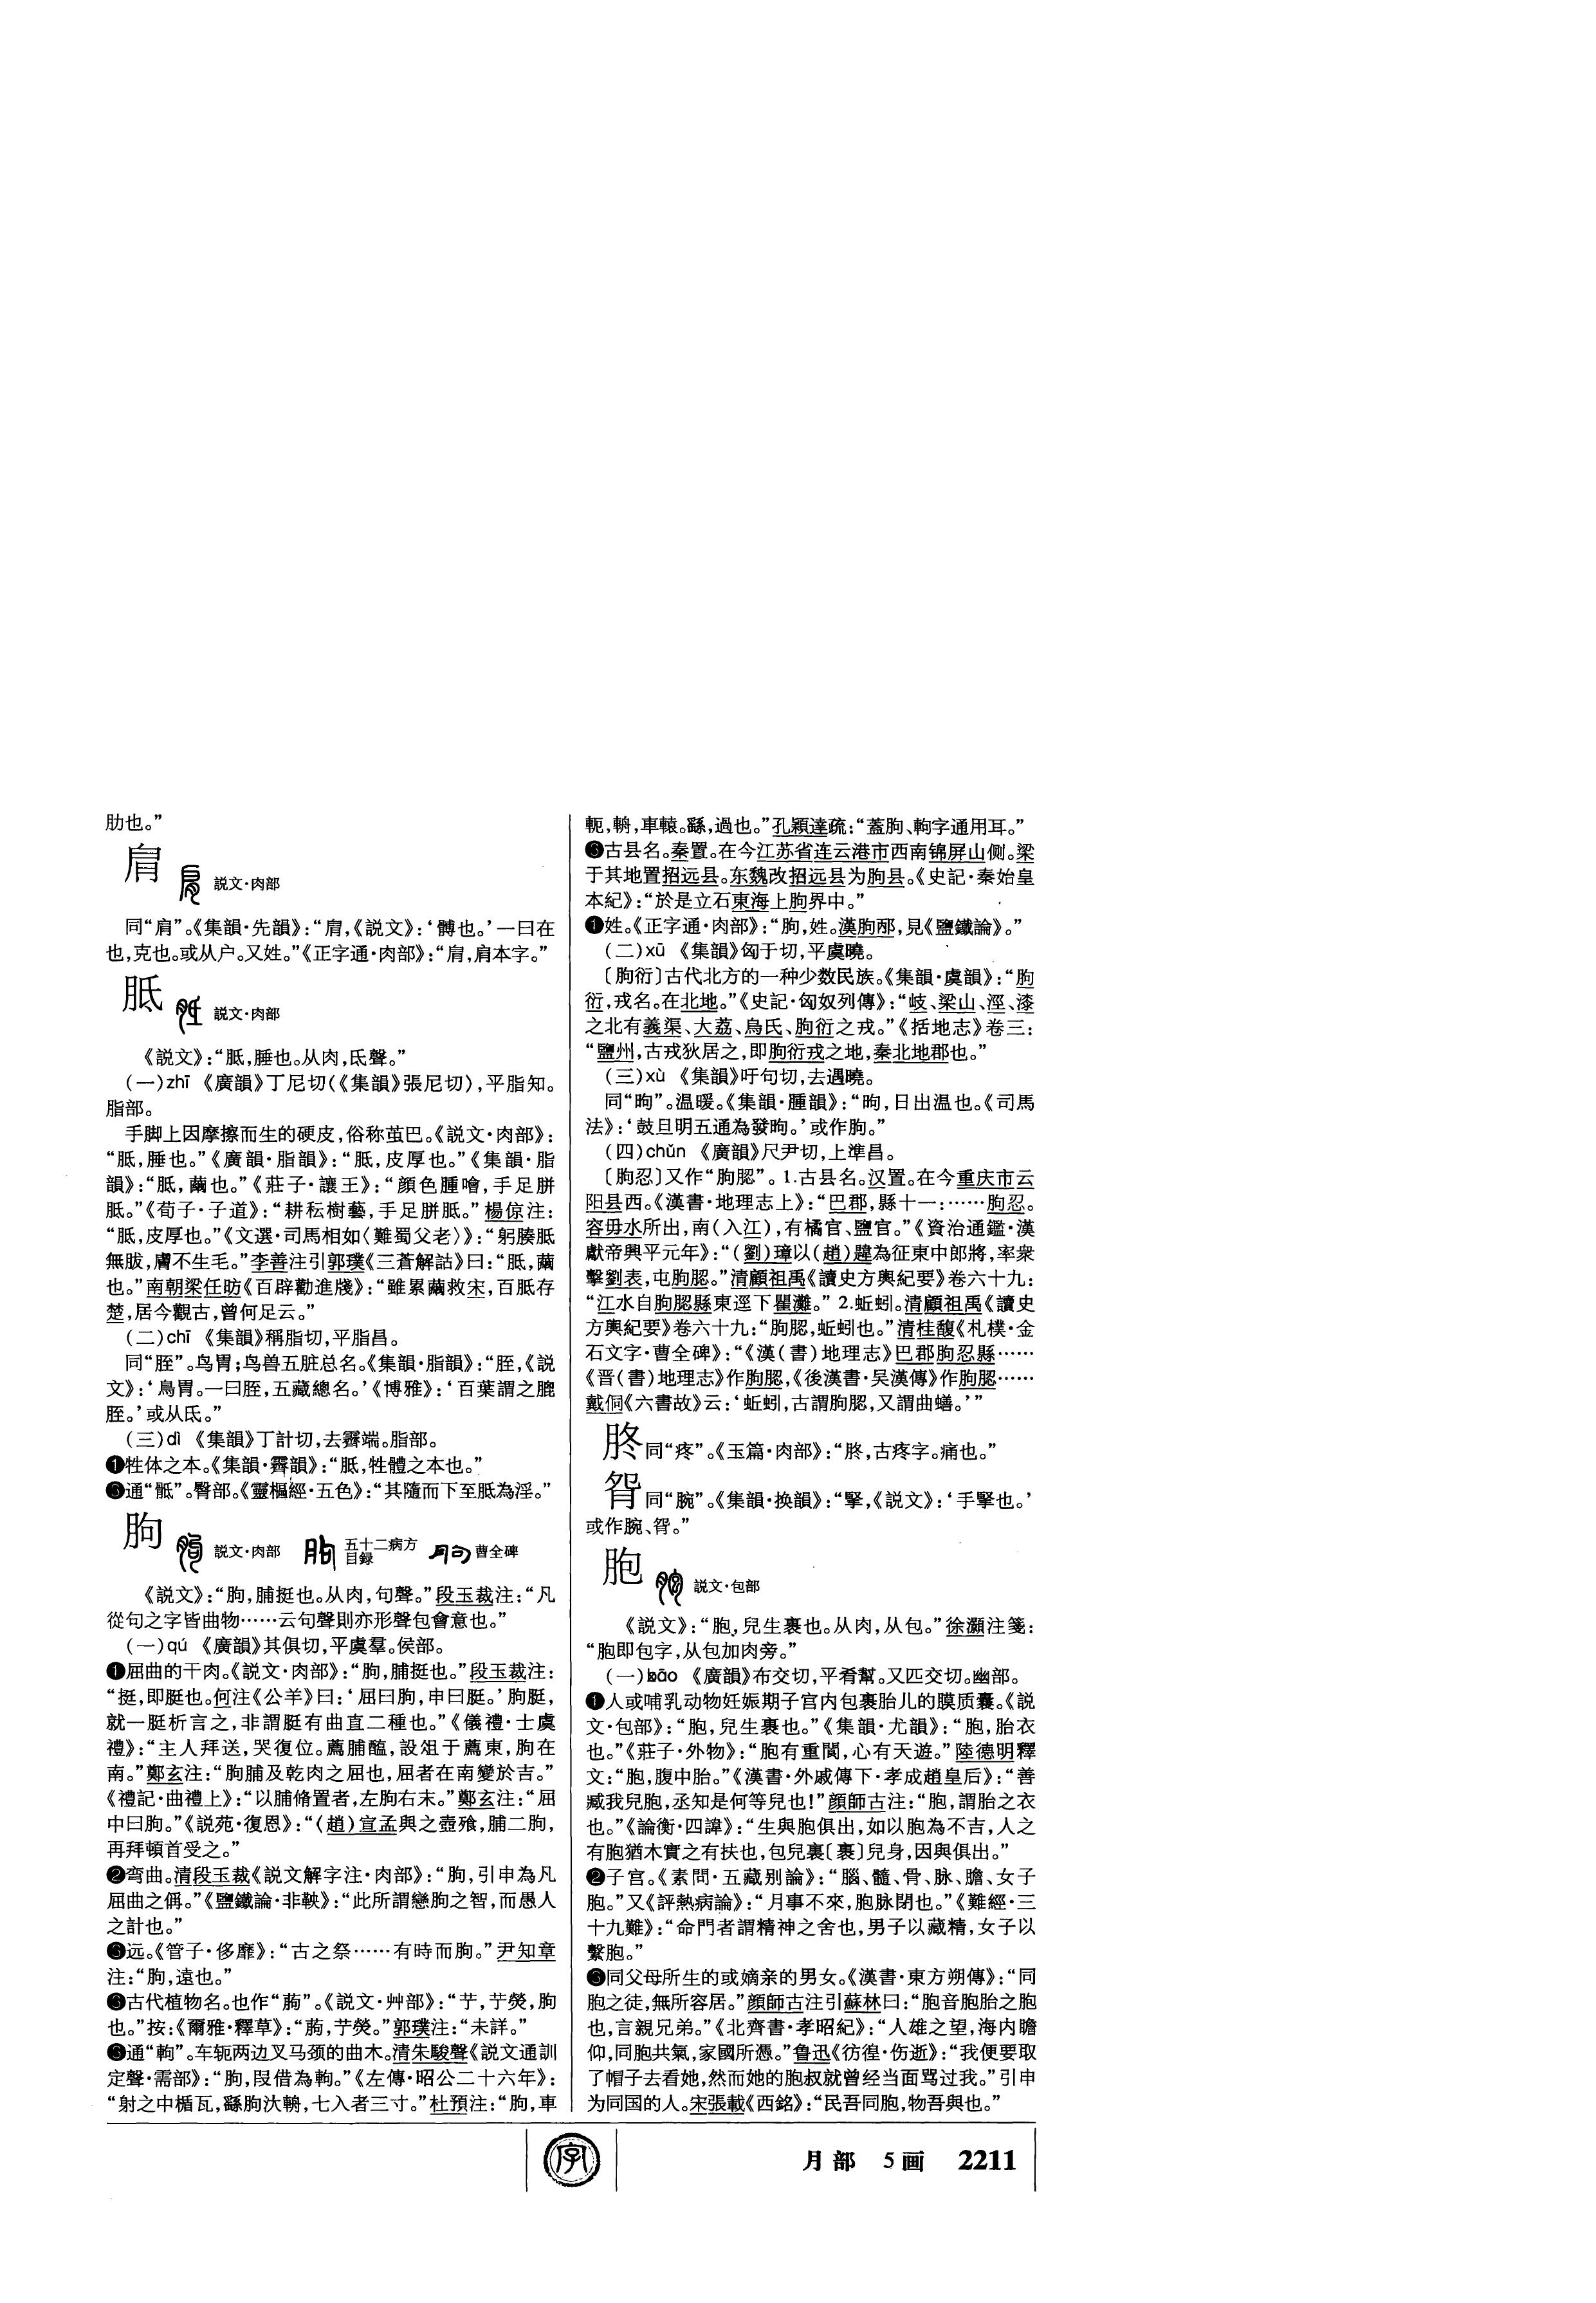 肋也。”
肩 説文·肉部
同“肩”。《集韻·先韻》：“肩，《説文》：‘髆也。’一曰在
也，克也。或从户。又姓。”《正字通·肉部》：“肩，肩本字。”
胝 説文·肉部
《説文》：“胝，腄也。从肉，氐聲。”
(一)zhī 《廣韻》丁尼切(《集韻》張尼切)，平脂知。
脂部。
手脚上因摩擦而生的硬皮，俗称茧巴。《説文·肉部》：
“胝，腄也。”《廣韻·脂韻》：“胝，皮厚也。”《集韻·脂
韻》：“胝，繭也。”《莊子·讓王》：“顔色腫噲，手足胼
胝。”《荀子·子道》：“耕耘樹藝，手足胼胝。”楊倞注：
“胝，皮厚也。”《文選·司馬相如〈難蜀父老〉》：“躬腠胝
無胈，膚不生毛。”李善注引郭璞《三蒼解詁》曰：“胝，繭
也。”南朝梁任昉《百辟勸進牋》：“雖累繭救宋，百胝存
楚，居今觀古，曾何足云。”
(二)chī 《集韻》稱脂切，平脂昌。
同“胵”。鸟胃；鸟兽五脏总名。《集韻·脂韻》：“胵，《説
文》：‘鳥胃。一曰胵，五藏總名。’《博雅》：‘百葉謂之膍
胵。’或从氐。”
(三)dì 《集韻》丁計切，去霽端。脂部。
❶牲体之本。《集韻·霽韻》：“胝，牲體之本也。”
❸通“骶”。臀部。《靈樞經·五色》：“其隨而下至胝為淫。”
朐 説文·肉部 五十二病方
目録 曹全碑
《説文》：“朐，脯挺也。从肉，句聲。”段玉裁注：“凡
從句之字皆曲物……云句聲則亦形聲包會意也。”
(一)qú 《廣韻》其俱切，平虞羣。侯部。
❶屈曲的干肉。《説文·肉部》：“朐，脯挺也。”段玉裁注：
“挺，即脡也。何注《公羊》曰：‘屈曰朐，申曰脡。’朐脡，
就一脡析言之，非謂脡有曲直二種也。”《儀禮·士虞
禮》：“主人拜送，哭復位。薦脯醢，設俎于薦東，朐在
南。”鄭玄注：“朐脯及乾肉之屈也，屈者在南變於吉。”
《禮記·曲禮上》：“以脯脩置者，左朐右末。”鄭玄注：“屈
中曰朐。”《説苑·復恩》：“(趙)宣孟與之壺飱，脯二朐，
再拜頓首受之。”
❷弯曲。清段玉裁《説文解字注·肉部》：“朐，引申為凡
屈曲之偁。”《鹽鐵論·非鞅》：“此所謂戀朐之智，而愚人
之計也。”
❸远。《管子·侈靡》：“古之祭……有時而朐。”尹知章
注：“朐，遠也。”
❸古代植物名。也作“蒟”。《説文·艸部》：“芐，芐熒，朐
也。”按：《爾雅·釋草》：“蒟，芐熒。”郭璞注：“未詳。”
❸通“軥”。车轭两边叉马颈的曲木。清朱駿聲《説文通訓
定聲·需部》：“朐，叚借為軥。”《左傳·昭公二十六年》：
“射之中楯瓦，繇朐汏輈，七入者三寸。”杜預注：“朐，車
軛，輈，車轅。繇，過也。”孔穎達疏：“蓋朐、軥字通用耳。”
❸古县名。秦置。在今江苏省连云港市西南锦屏山侧。梁
于其地置招远县。东魏改招远县为朐县。《史記·秦始皇
本紀》：“於是立石東海上朐界中。”
❶姓。《正字通·肉部》：“朐，姓。漢朐邴，見《鹽鐵論》。”
(二)xū 《集韻》匈于切，平虞曉。
〔朐衍〕古代北方的一种少数民族。《集韻·虞韻》：“朐
衍，戎名。在北地。”《史記·匈奴列傳》：“岐、梁山、涇、漆
之北有義渠、大荔、烏氏、朐衍之戎。”《括地志》卷三：
“鹽州，古戎狄居之，即朐衍戎之地，秦北地郡也。”
(三)xù 《集韻》吁句切，去遇曉。
同“昫”。温暖。《集韻·腫韻》：“昫，日出温也。《司馬
法》：‘鼓旦明五通為發昫。’或作朐。”
(四)chǔn 《廣韻》尺尹切，上準昌。
〔朐忍〕又作“朐䏰”。1.古县名。汉置。在今重庆市云
阳县西。《漢書·地理志上》：“巴郡，縣十一：……朐忍。
容毋水所出，南(入江)，有橘官、鹽官。”《資治通鑑·漢
獻帝興平元年》：“(劉)璋以(趙)韙為征東中郎將，率衆
擊劉表，屯朐䏰。”清顧祖禹《讀史方輿紀要》卷六十九：
“江水自朐䏰縣東逕下瞿灘。” 2.蚯蚓。清顧祖禹《讀史
方輿紀要》卷六十九：“朐䏰，蚯蚓也。”清桂馥《札樸·金
石文字·曹全碑》：“《漢(書)地理志》巴郡朐忍縣……
《晋(書)地理志》作朐䏰，《後漢書·吴漢傳》作朐䏰……
戴侗《六書故》云：‘蚯蚓，古謂朐䏰，又謂曲蟮。’”
胮同“疼”。《玉篇·肉部》：“胮，古疼字。痛也。”
同“腕”。《集韻·换韻》：“掔，《説文》：‘手掔也。’
或作腕、𦙵。”
胞 説文·包部
《説文》：“胞，兒生裹也。从肉，从包。”徐灝注箋：
“胞即包字，从包加肉旁。”
(一)bāo 《廣韻》布交切，平肴幫。又匹交切。幽部。
❶人或哺乳动物妊娠期子宫内包裹胎儿的膜质囊。《説
文·包部》：“胞，兒生裹也。”《集韻·尤韻》：“胞，胎衣
也。”《莊子·外物》：“胞有重閬，心有天遊。”陸德明釋
文：“胞，腹中胎。”《漢書·外戚傳下·孝成趙皇后》：“善
臧我兒胞，丞知是何等兒也！”顔師古注：“胞，謂胎之衣
也。”《論衡·四諱》：“生與胞俱出，如以胞為不吉，人之
有胞猶木實之有扶也，包兒裏〔裹〕兒身，因與俱出。”
❷子宫。《素問·五藏别論》：“腦、髓、骨、脉、膽、女子
胞。”又《評熱病論》：“月事不來，胞脉閉也。”《難經·三
十九難》：“命門者謂精神之舍也，男子以藏精，女子以
繫胞。”
❸同父母所生的或嫡亲的男女。《漢書·東方朔傳》：“同
胞之徒，無所容居。”顔師古注引蘇林曰：“胞音胞胎之胞
也，言親兄弟。”《北齊書·孝昭紀》：“人雄之望，海内瞻
仰，同胞共氣，家國所憑。”鲁迅《彷徨·伤逝》：“我便要取
了帽子去看她，然而她的胞叔就曾经当面骂过我。”引申
为同国的人。宋張載《西銘》：“民吾同胞，物吾與也。”
字
月部 5画 2211